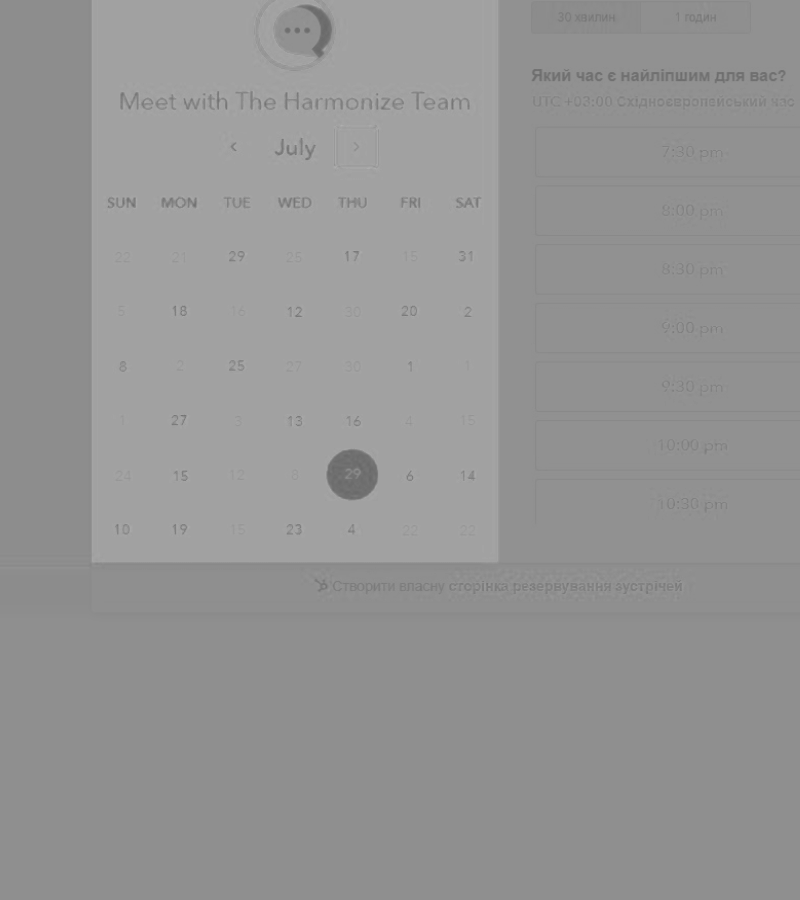 Meet with The Harmonize Team
July
SUN MON TUE WED THU FRI SAT
22 21 29 25 17 15 31
5 18 16 12 30 20 2
8 2 25 27 30 1 1
1 27 3 13 16 4 15
24 15 12 8 29 6 14
10 19 15 23 4 22 22
30 хвилин 1 годин
Який час є найліпшим для вас?
UTC +03:00 Східноєвропейський час
7:30 pm
8:00 pm
8:30 pm
9:00 pm
9:30 pm
10:00 pm
10:30 pm
Створити власну сторінка резервування зустрічей